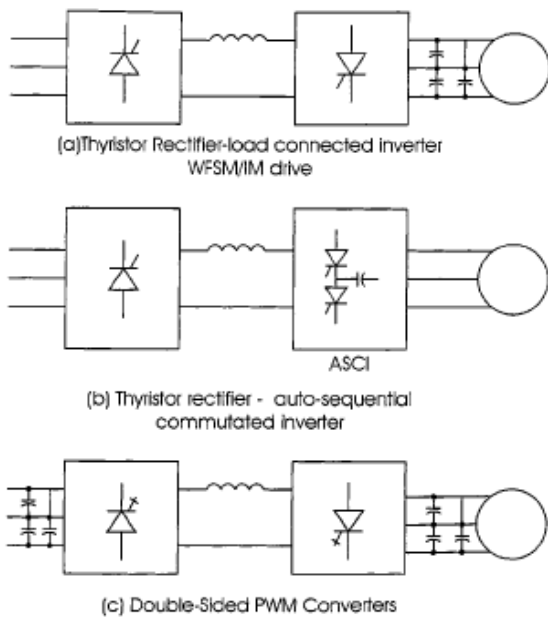 (a)Thyristor Rectifier-load connected inverter
WFSM/IM drive
ASCI
(b) Thyristor rectifier - auto-sequential
commutated inverter
(c) Double-Sided PWM Converters